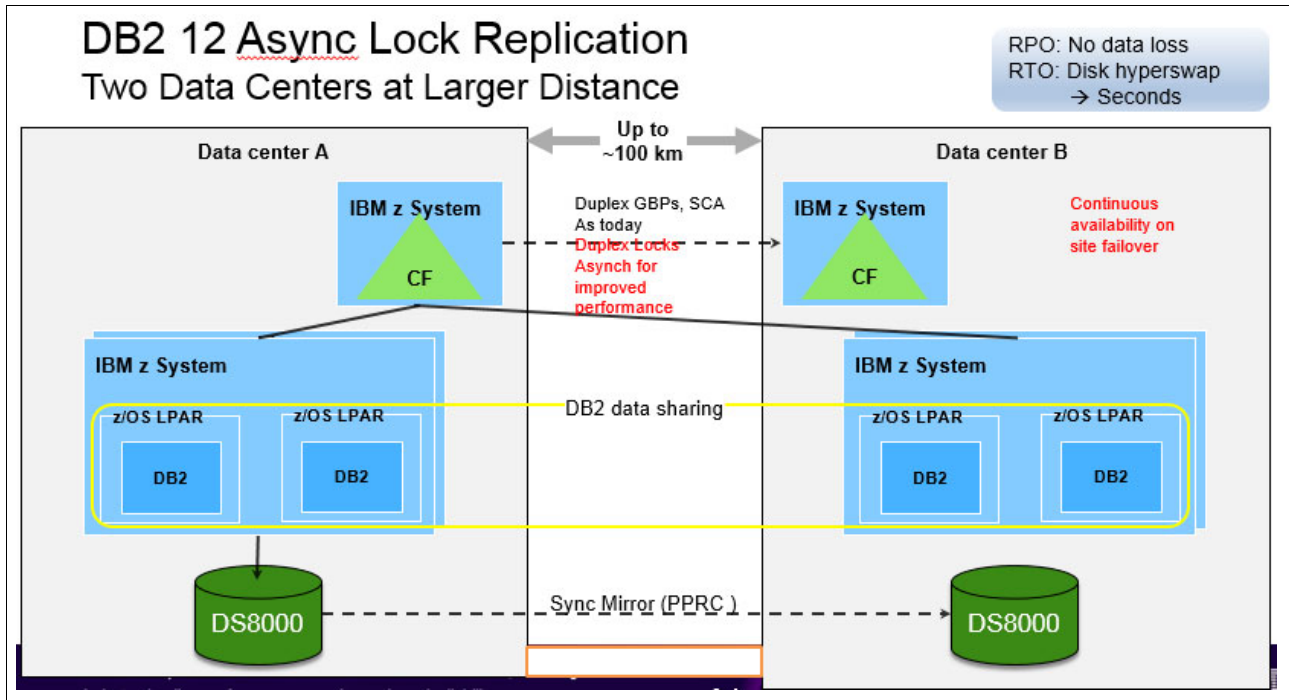 DB2 12 Async Lock Replication
Two Data Centers at Larger Distance
RPO: No data loss
RTO: Disk hyperswap
→ Seconds
Up to
~100 km
Data center A
Data center B
IBM z System
CF
Duplex GBPs, SCA
As today
Duplex Locks
Asynch for
improved
performance
IBM z System
CF
Continuous
availability on
site failover
IBM z System
z/OS LPAR
z/OS LPAR
DB2
DB2
DB2 data sharing
IBM z System
z/OS LPAR
z/OS LPAR
DB2
DB2
DS8000
Sync Mirror (PPRC )
DS8000